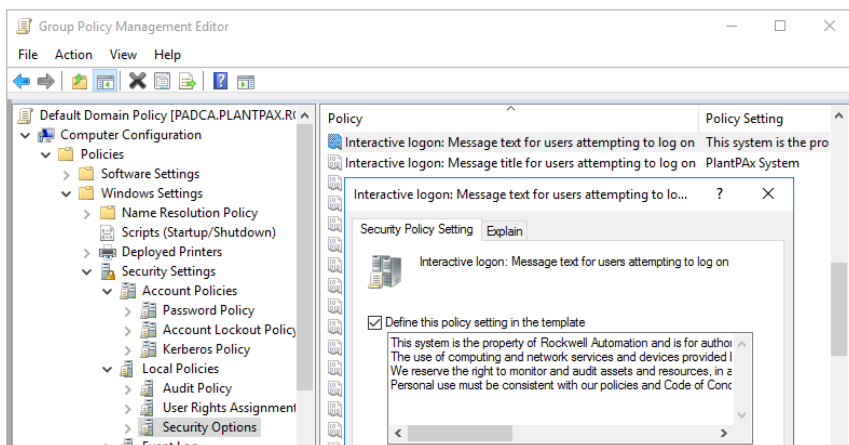 Group Policy Management Editor
File Action View Help
Default Domain Policy [PADCA.PLANTPAX.R
Computer Configuration
Policies
Software Settings
Windows Settings
Name Resolution Policy
Scripts (Startup/Shutdown)
Deployed Printers
Security Settings
Account Policies
Password Policy
Account Lockout Policy
Kerberos Policy
Local Policies
Audit Policy
User Rights Assignment
Security Options
Policy Policy Setting
Interactive logon: Message text for users attempting to log on This system is the pro
Interactive logon: Message title for users attempting to log on PlantPAx System
Interactive logon: Message text for users attempting to lo... ?
Security Policy Setting Explain
Interactive logon: Message text for users attempting to log on
Define this policy setting in the template
This system is the property of Rockwell Automation and is for author
The use of computing and network services and devices provided
We reserve the right to monitor and audit assets and resources, in a
Personal use must be consistent with our policies and Code of Conc